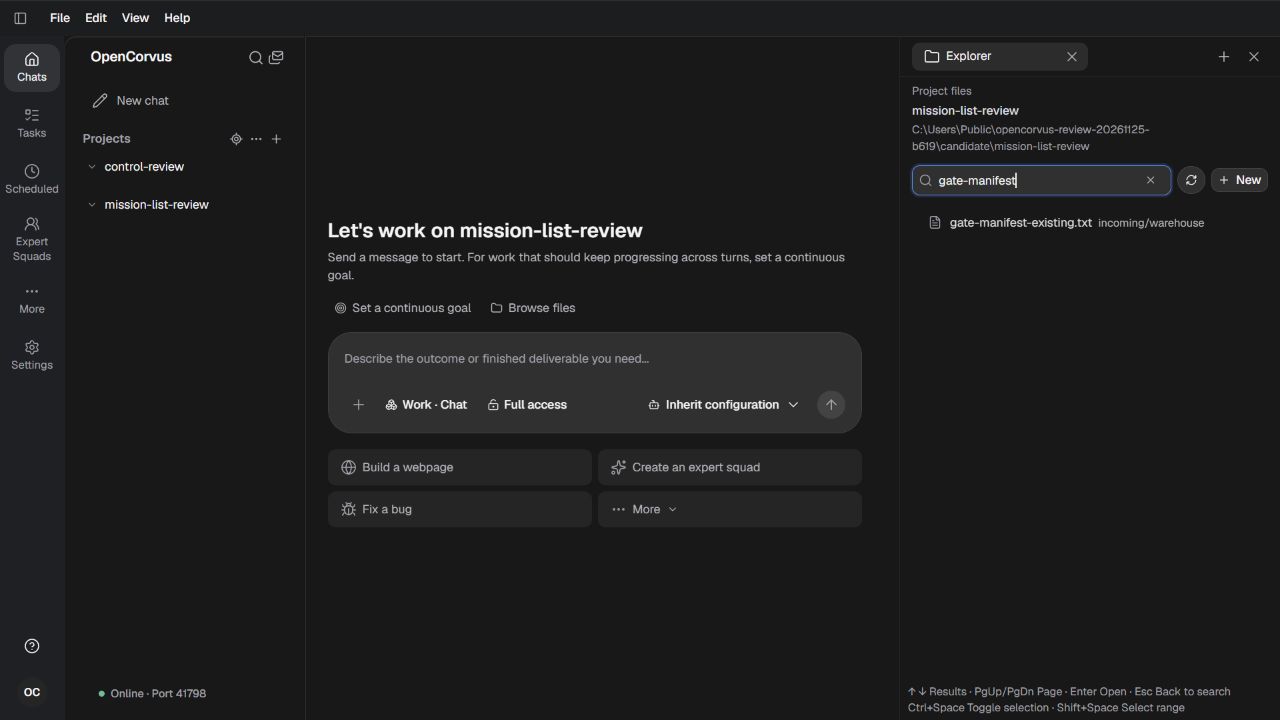 File Edit View Help
Chats
Tasks
Scheduled
Expert
Squads
More
Settings
OC
OpenCorvus
New chat
Projects
control-review
mission-list-review
Online · Port 41798
Let's work on mission-list-review
Send a message to start. For work that should keep progressing across turns, set a continuous
goal.
Set a continuous goal Browse files
Describe the outcome or finished deliverable you need...
Work · Chat Full access Inherit configuration
Build a webpage Create an expert squad
Fix a bug More
Explorer
Project files
mission-list-review
C:\Users\Public\opencorvus-review-20261125-
b619\candidate\mission-list-review
gate-manifest New
gate-manifest-existing.txt incoming/warehouse
↑↓ Results · PgUp/PgDn Page · Enter Open · Esc Back to search
Ctrl+Space Toggle selection · Shift+Space Select range